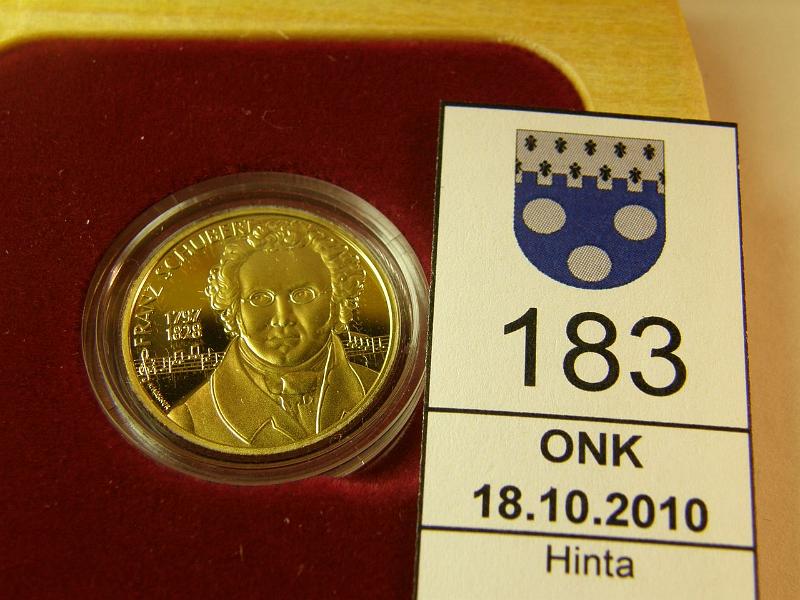 FRANZ SCHUBERT
1797
1828
183
ONK
18.10.2010
Hinta